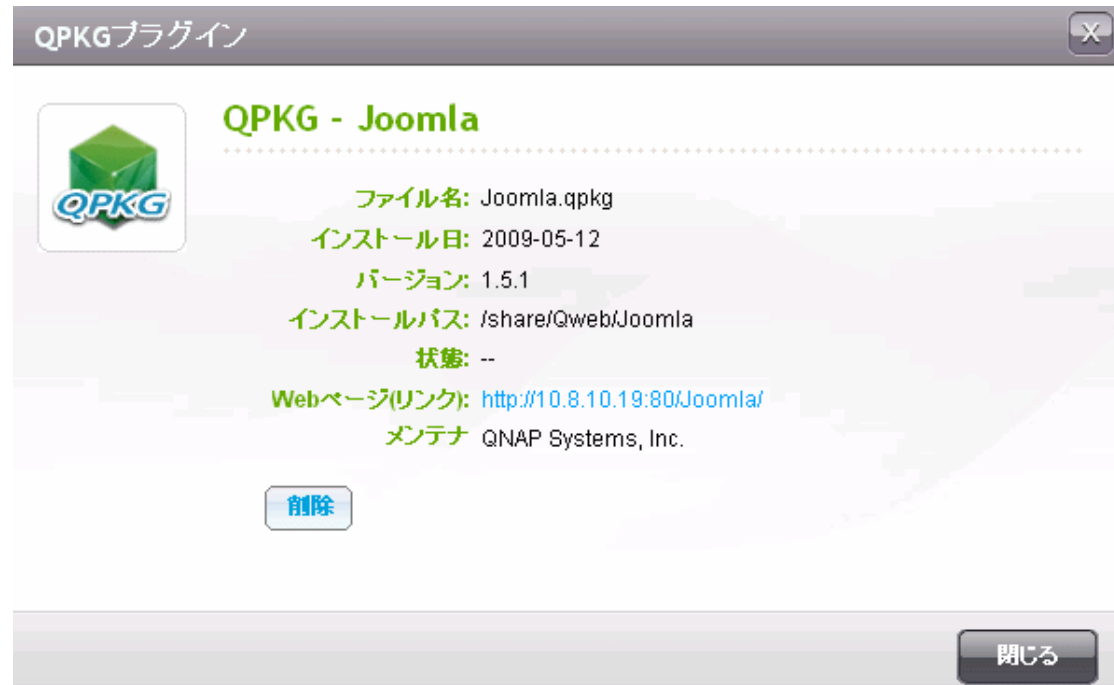 QPKGプラグイン
X
QPKG
QPKG - Joomla
ファイル名: Joomla.qpkg
インストール日: 2009-05-12
バージョン: 1.5.1
インストールパス: /share/Qweb/Joomla
状態: --
Webページ(リンク): http://10.8.10.19:80/Joomla/
メンテナ QNAP Systems, Inc.
削除
閉じる